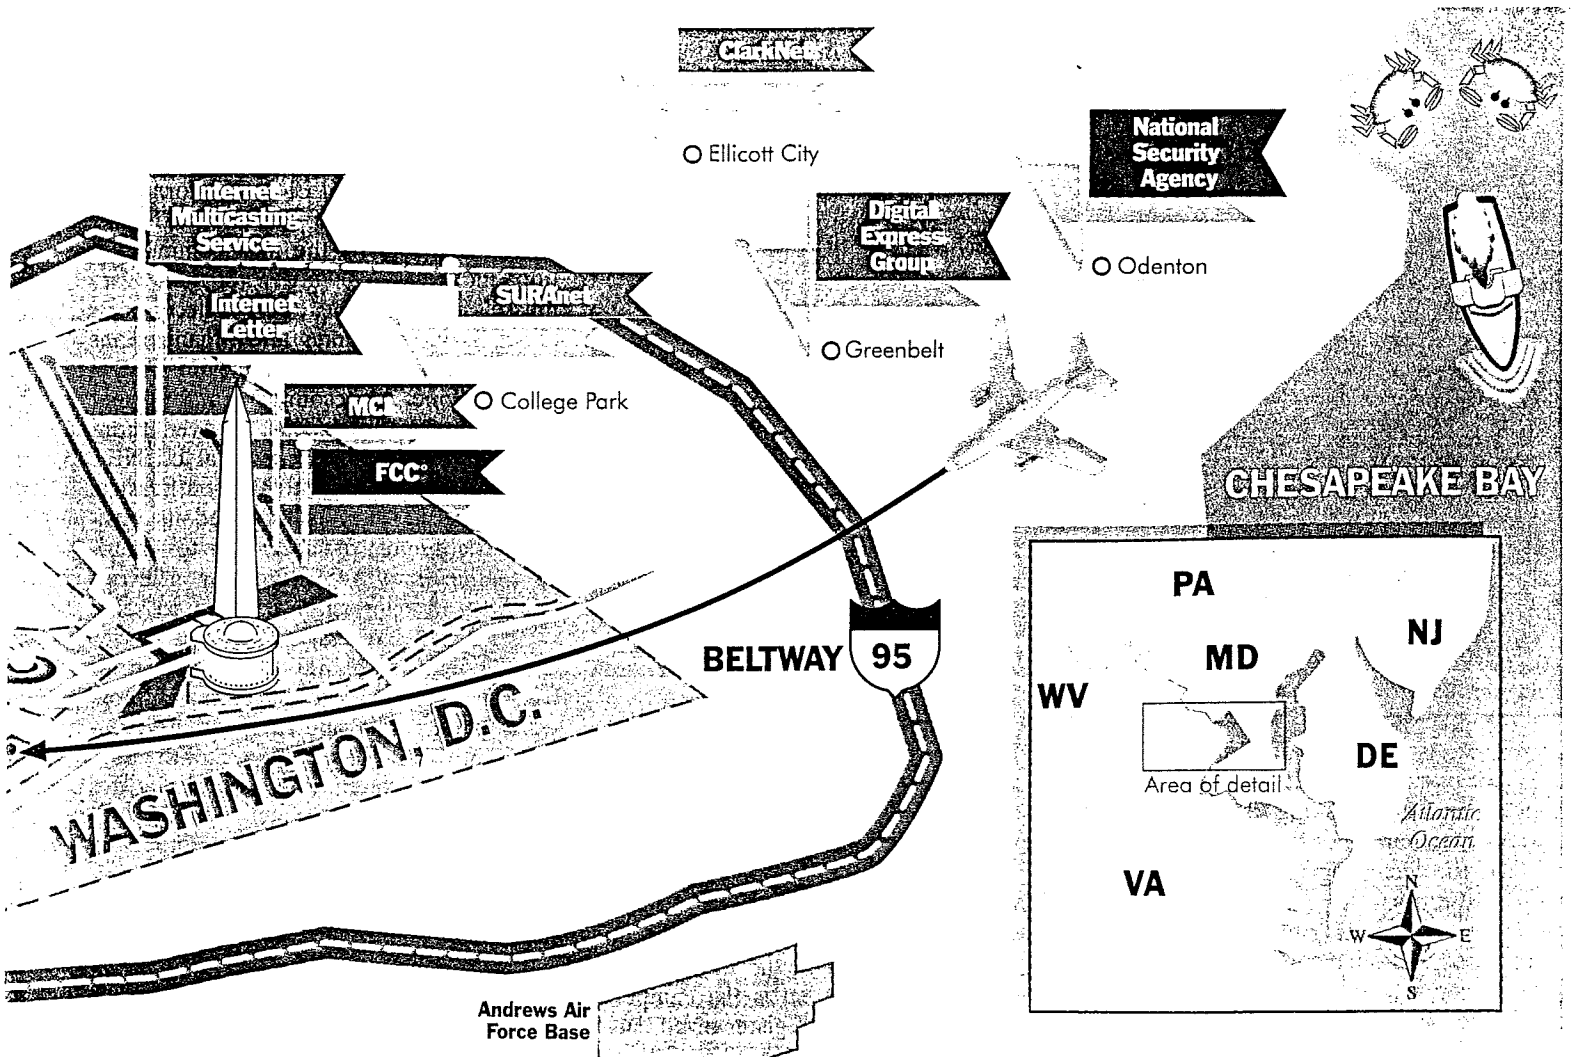 ClarkNet
National
Security
Agency
Ellicott City
Internet
Multicasting
Service
Digital
Express
Group
Odenton
SURAnet
Internet
Letter
Greenbelt
MCI
College Park
FCC
CHESAPEAKE BAY
BELTWAY 95
WASHINGTON, D.C.
PA
NJ
MD
WV
DE
Area of detail
Atlantic
Ocean
VA
N
W E
S
Andrews Air
Force Base